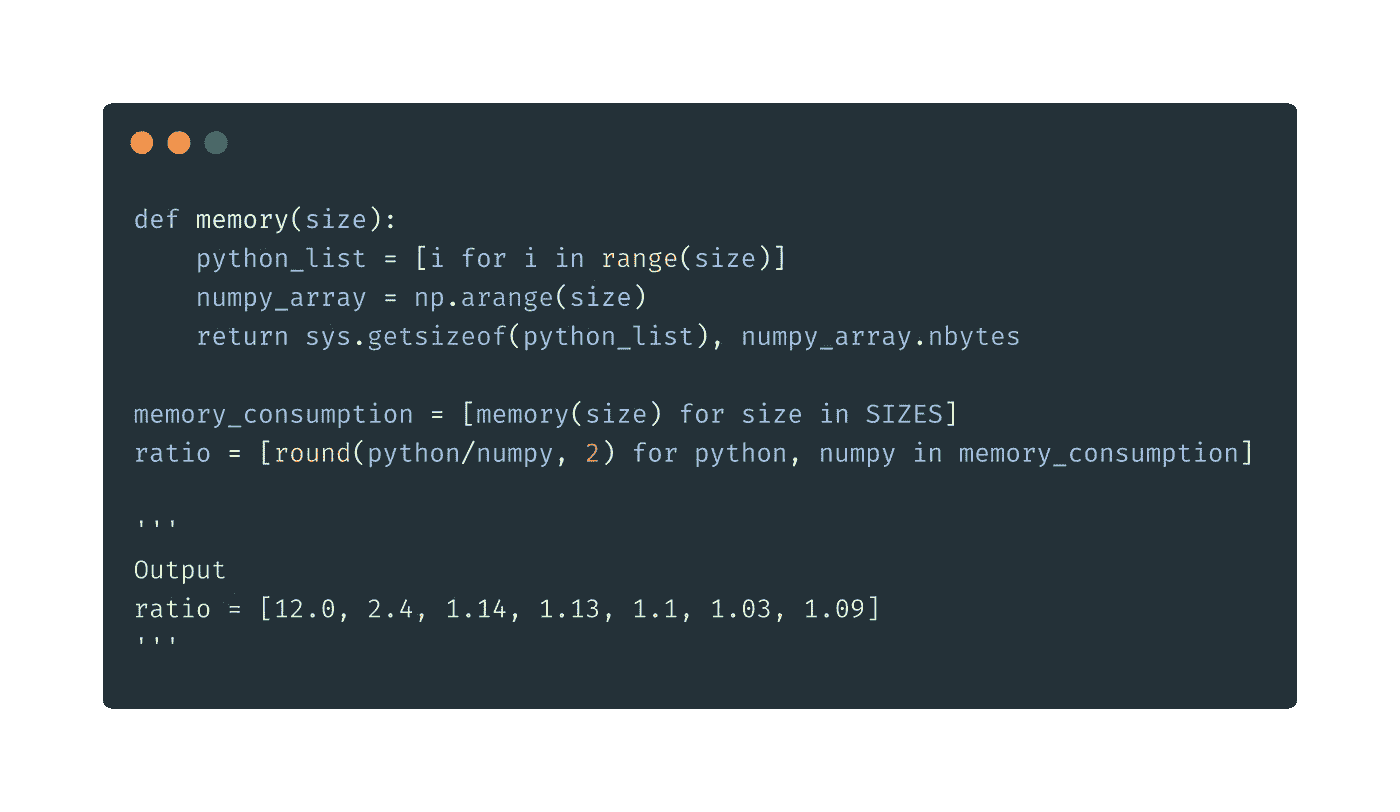 def memory(size):
    python_list = [i for i in range(size)]
    numpy_array = np.arange(size)
    return sys.getsizeof(python_list), numpy_array.nbytes
memory_consumption = [memory(size) for size in SIZES]
ratio = [round(python/numpy, 2) for python, numpy in memory_consumption]
'''
Output
ratio = [12.0, 2.4, 1.14, 1.13, 1.1, 1.03, 1.09]
'''